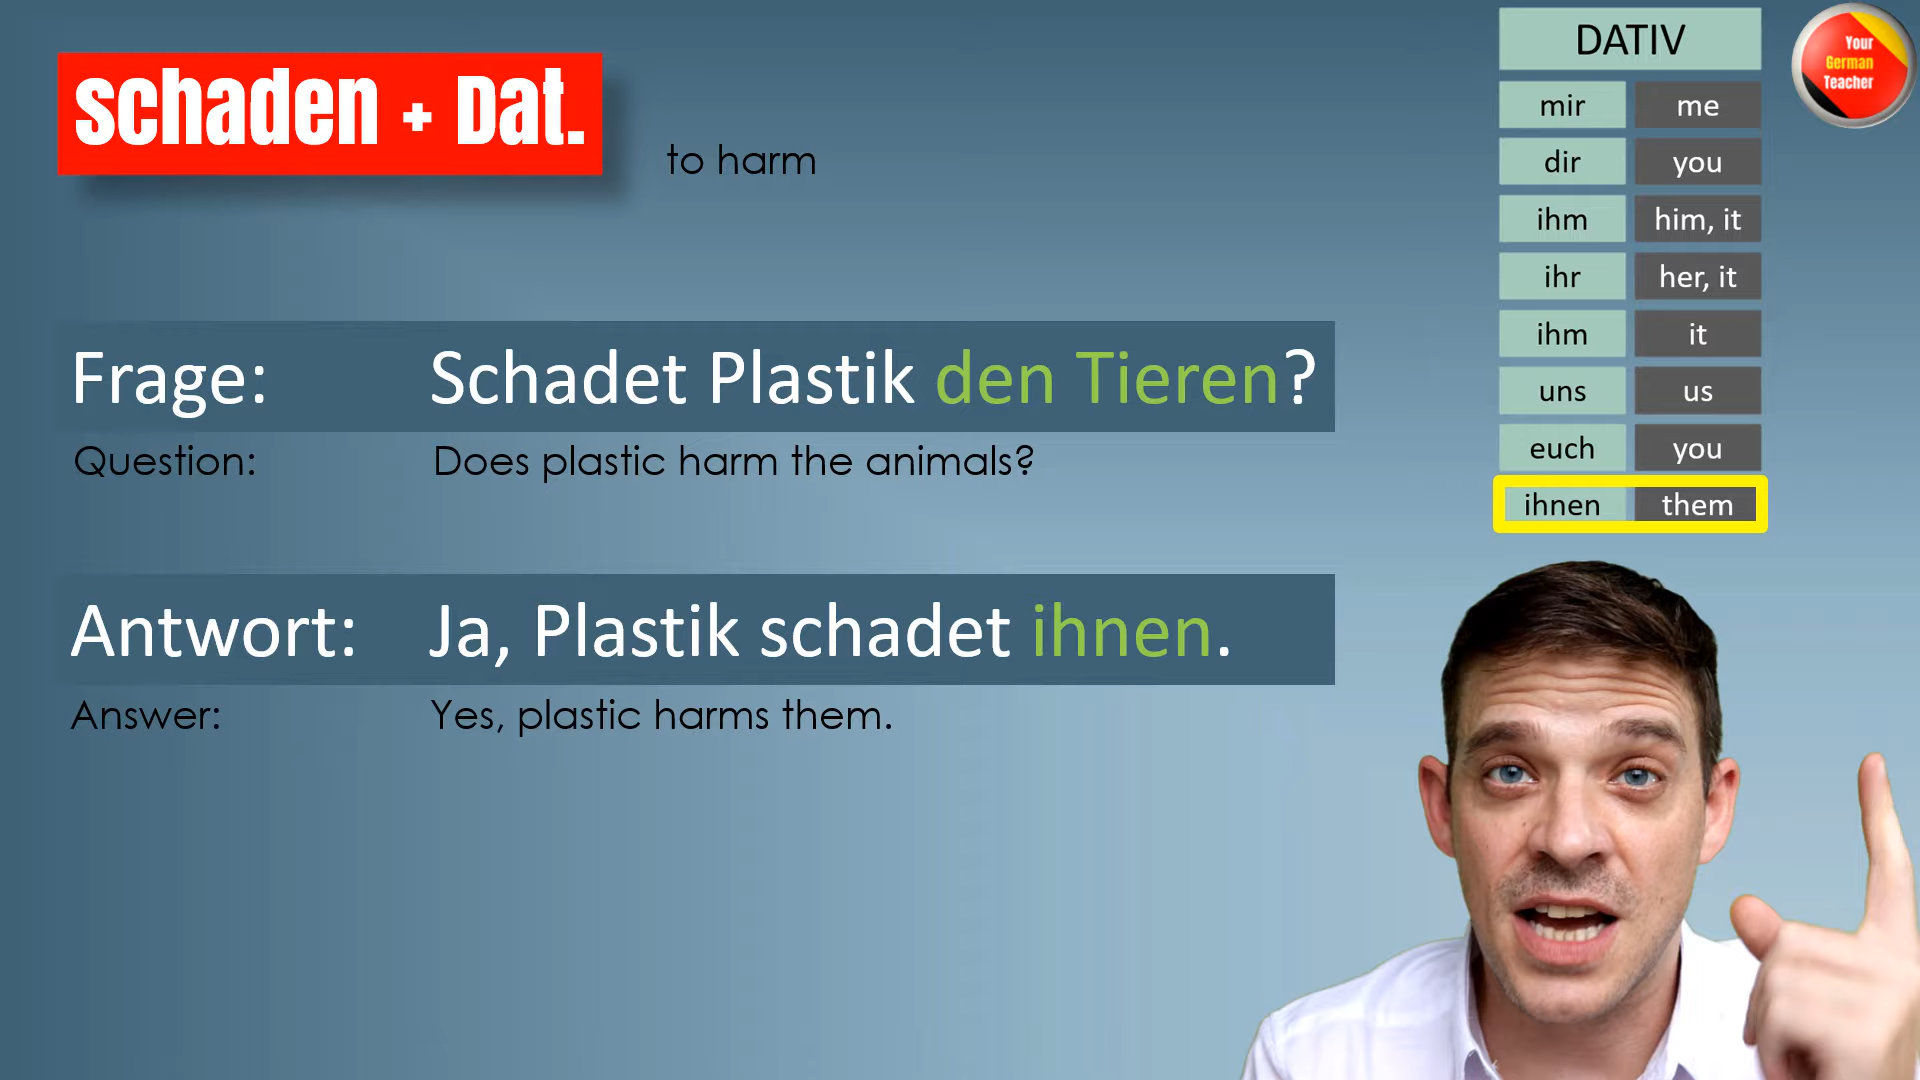 schaden + Dat.
to harm
Frage: Schadet Plastik den Tieren?
Question: Does plastic harm the animals?
Antwort: Ja, Plastik schadet ihnen.
Answer: Yes, plastic harms them.
DATIV
mir me
dir you
ihm him, it
ihr her, it
ihm it
uns us
euch you
ihnen them
Your
German
Teacher